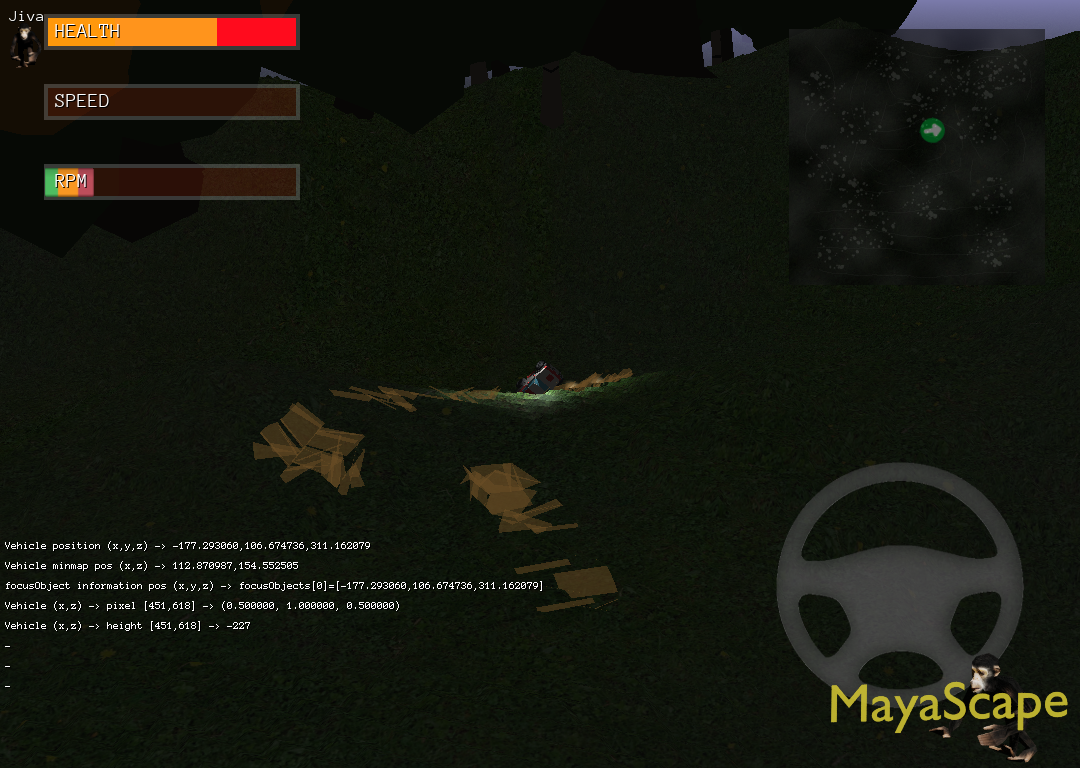 Jiva
HEALTH
SPEED
RPM
Vehicle position (x,y,z) -> -177.293060,106.674736,311.162079
Vehicle minmap pos (x,z) -> 112.870987,154.552505
focusObject information pos (x,y,z) -> focusObjects[0]=[-177.293060,106.674736,311.162079]
Vehicle (x,z) -> pixel [451,618] -> (0.500000, 1.000000, 0.500000)
Vehicle (x,z) -> height [451,618] -> -227
-
-
-
MayaScape